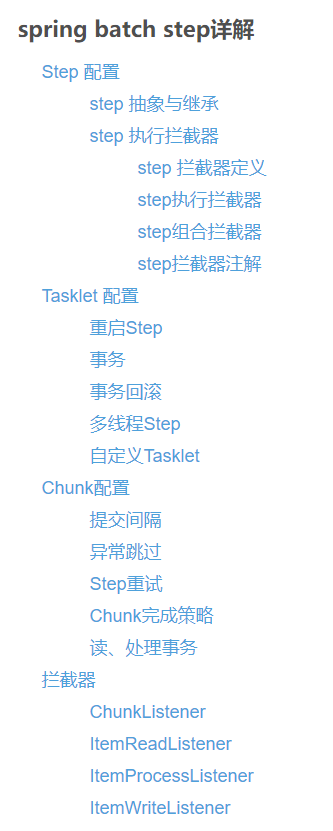 spring batch step详解
Step 配置
step 抽象与继承
step 执行拦截器
step 拦截器定义
step执行拦截器
step组合拦截器
step拦截器注解
Tasklet 配置
重启Step
事务
事务回滚
多线程Step
自定义Tasklet
Chunk配置
提交间隔
异常跳过
Step重试
Chunk完成策略
读、处理事务
拦截器
ChunkListener
ItemReadListener
ItemProcessListener
ItemWriteListener